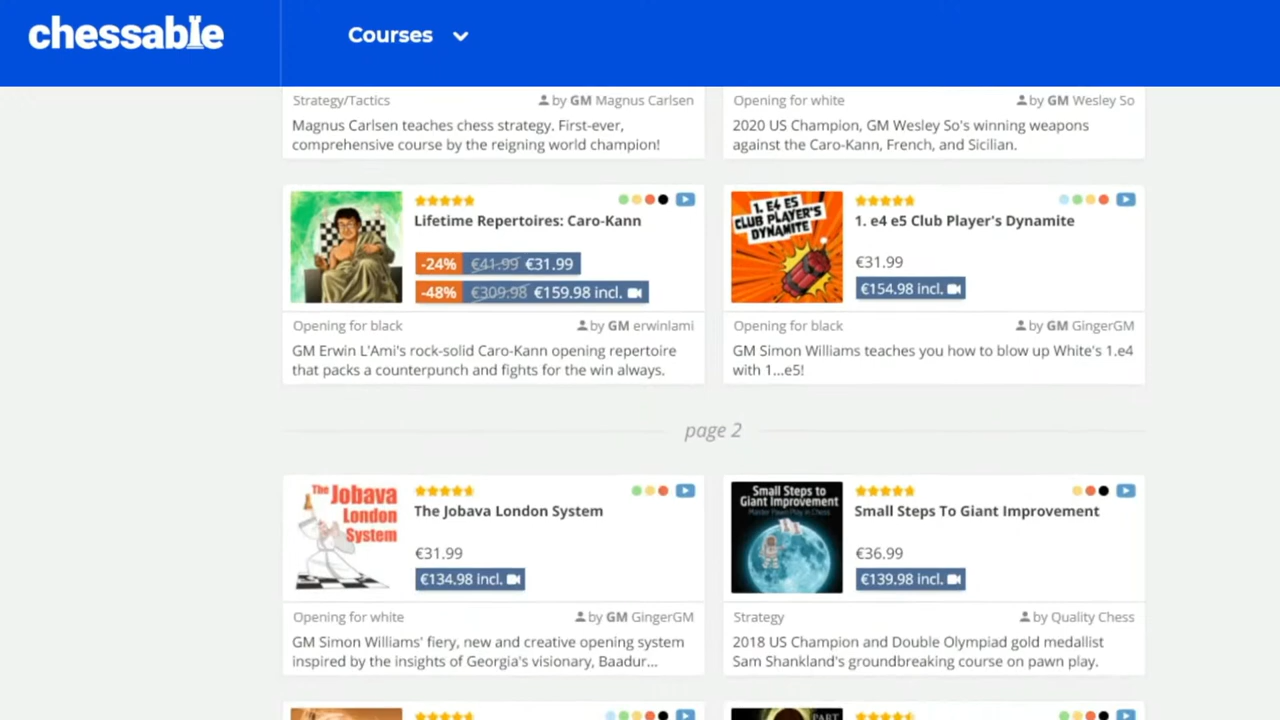 chessable
Courses
Strategy/Tactics
by GM Magnus Carlsen
Magnus Carlsen teaches chess strategy. First-ever,
comprehensive course by the reigning world champion!
Opening for white
by GM Wesley So
2020 US Champion, GM Wesley So's winning weapons
against the Caro-Kann, French, and Sicilian.
Lifetime Repertoires: Caro-Kann
-24% €41.99 €31.99
-48% €309.98 €159.98 incl.
Opening for black
by GM erwinlami
GM Erwin L'Ami's rock-solid Caro-Kann opening repertoire
that packs a counterpunch and fights for the win always.
1. E4 E5
CLUB PLAYER'S
DYNAMITE
1. e4 e5 Club Player's Dynamite
€31.99
€154.98 incl.
Opening for black
by GM GingerGM
GM Simon Williams teaches you how to blow up White's 1.e4
with 1...e5!
page 2
The Jobava
London
System
The Jobava London System
€31.99
€134.98 incl.
Opening for white
by GM GingerGM
GM Simon Williams' fiery, new and creative opening system
inspired by the insights of Georgia's visionary, Baadur...
Small Steps to
Giant Improvement
Master Pawn Play in Chess
Small Steps To Giant Improvement
€36.99
€139.98 incl.
Strategy
by Quality Chess
2018 US Champion and Double Olympiad gold medallist
Sam Shankland's groundbreaking course on pawn play.
PART